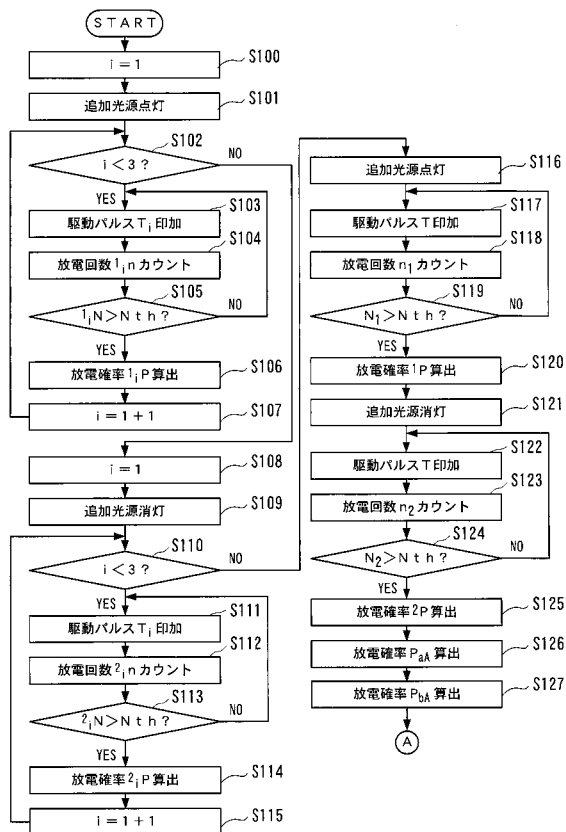 START
i=1
S100
追加光源点灯
S101
i<3?
S102
NO
YES
駆動パルスTi印加
S103
放電回数1inカウント
S104
1iN>Nth?
S105
NO
YES
放電確率1iP算出
S106
i=1+1
S107
i=1
S108
追加光源消灯
S109
i<3?
S110
NO
YES
駆動パルスTi印加
S111
放電回数2inカウント
S112
2iN>Nth?
S113
NO
YES
放電確率2iP算出
S114
i=1+1
S115
追加光源点灯
S116
駆動パルスT印加
S117
放電回数n1カウント
S118
N1>Nth?
S119
NO
YES
放電確率1P算出
S120
追加光源消灯
S121
駆動パルスT印加
S122
放電回数n2カウント
S123
N2>Nth?
S124
NO
YES
放電確率2P算出
S125
放電確率PaA算出
S126
放電確率PbA算出
S127
A